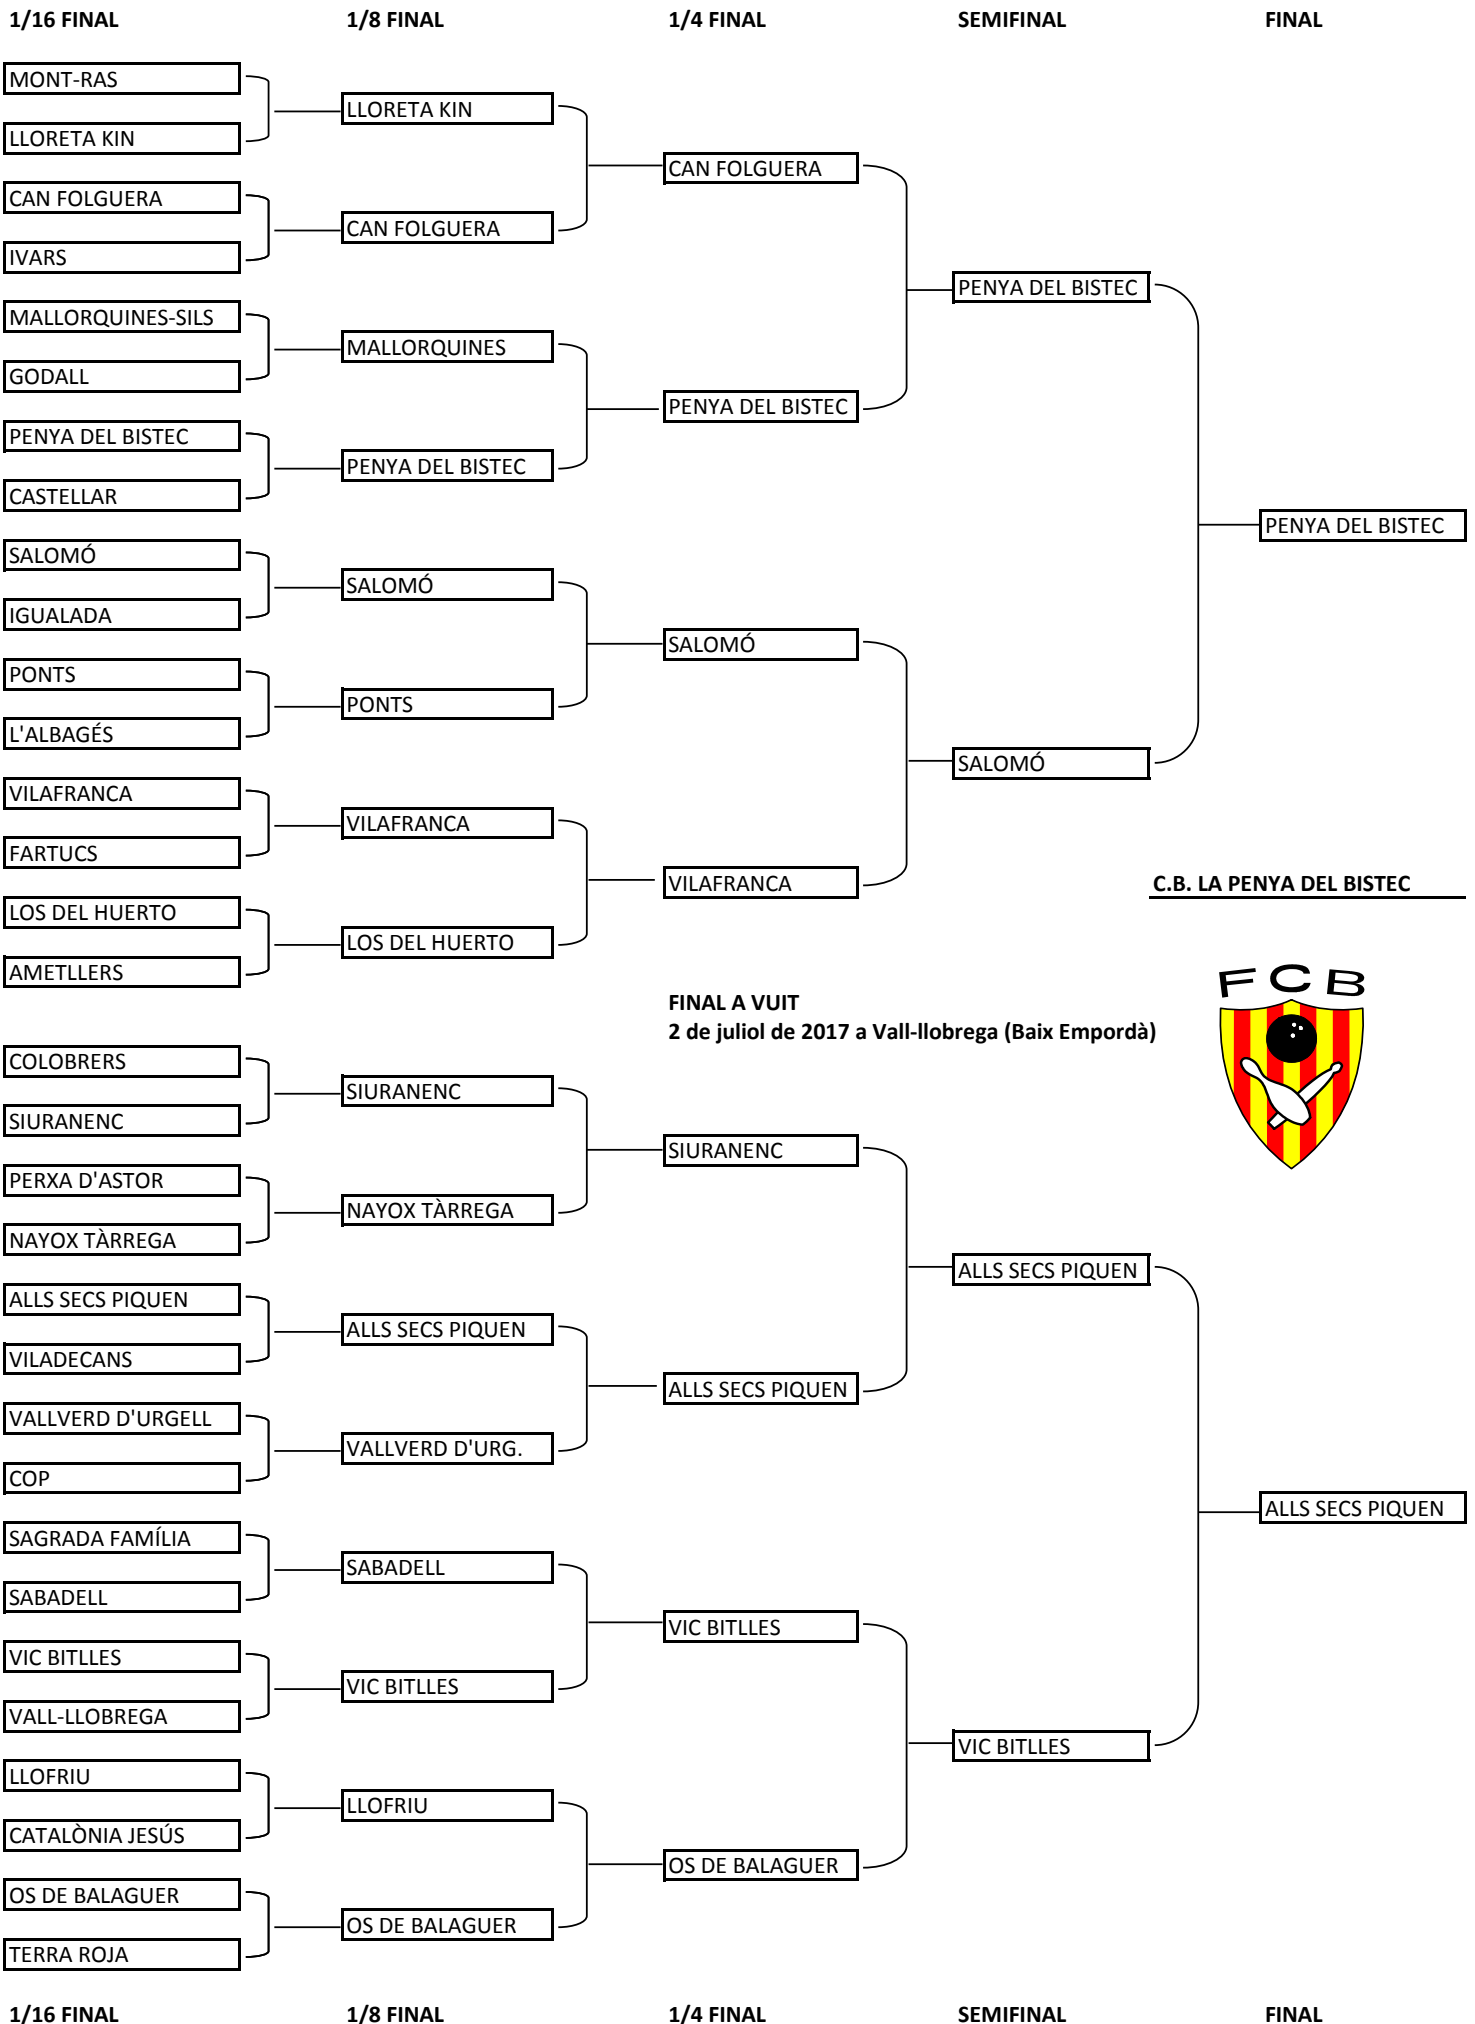 1/16 FINAL 1/8 FINAL 1/4 FINAL SEMIFINAL FINAL
MONT-RAS
LLORETA KIN
LLORETA KIN
CAN FOLGUERA
CAN FOLGUERA
CAN FOLGUERA
IVARS
PENYA DEL BISTEC
MALLORQUINES-SILS
MALLORQUINES
GODALL
PENYA DEL BISTEC
PENYA DEL BISTEC
PENYA DEL BISTEC
CASTELLAR
PENYA DEL BISTEC
SALOMÓ
SALOMÓ
IGUALADA
SALOMÓ
PONTS
PONTS
L'ALBAGÉS
SALOMÓ
VILAFRANCA
VILAFRANCA
FARTUCS
VILAFRANCA
C.B. LA PENYA DEL BISTEC
LOS DEL HUERTO
LOS DEL HUERTO
AMETLLERS
FCB
FINAL A VUIT
2 de juliol de 2017 a Vall-llobrega (Baix Empordà)
COLOBRERS
SIURANENC
SIURANENC
SIURANENC
PERXA D'ASTOR
NAYOX TÀRREGA
NAYOX TÀRREGA
ALLS SECS PIQUEN
ALLS SECS PIQUEN
ALLS SECS PIQUEN
VILADECANS
ALLS SECS PIQUEN
VALLVERD D'URGELL
VALLVERD D'URG.
COP
ALLS SECS PIQUEN
SAGRADA FAMÍLIA
SABADELL
SABADELL
VIC BITLLES
VIC BITLLES
VIC BITLLES
VALL-LLOBREGA
VIC BITLLES
LLOFRIU
LLOFRIU
CATALÒNIA JESÚS
OS DE BALAGUER
OS DE BALAGUER
OS DE BALAGUER
TERRA ROJA
1/16 FINAL 1/8 FINAL 1/4 FINAL SEMIFINAL FINAL